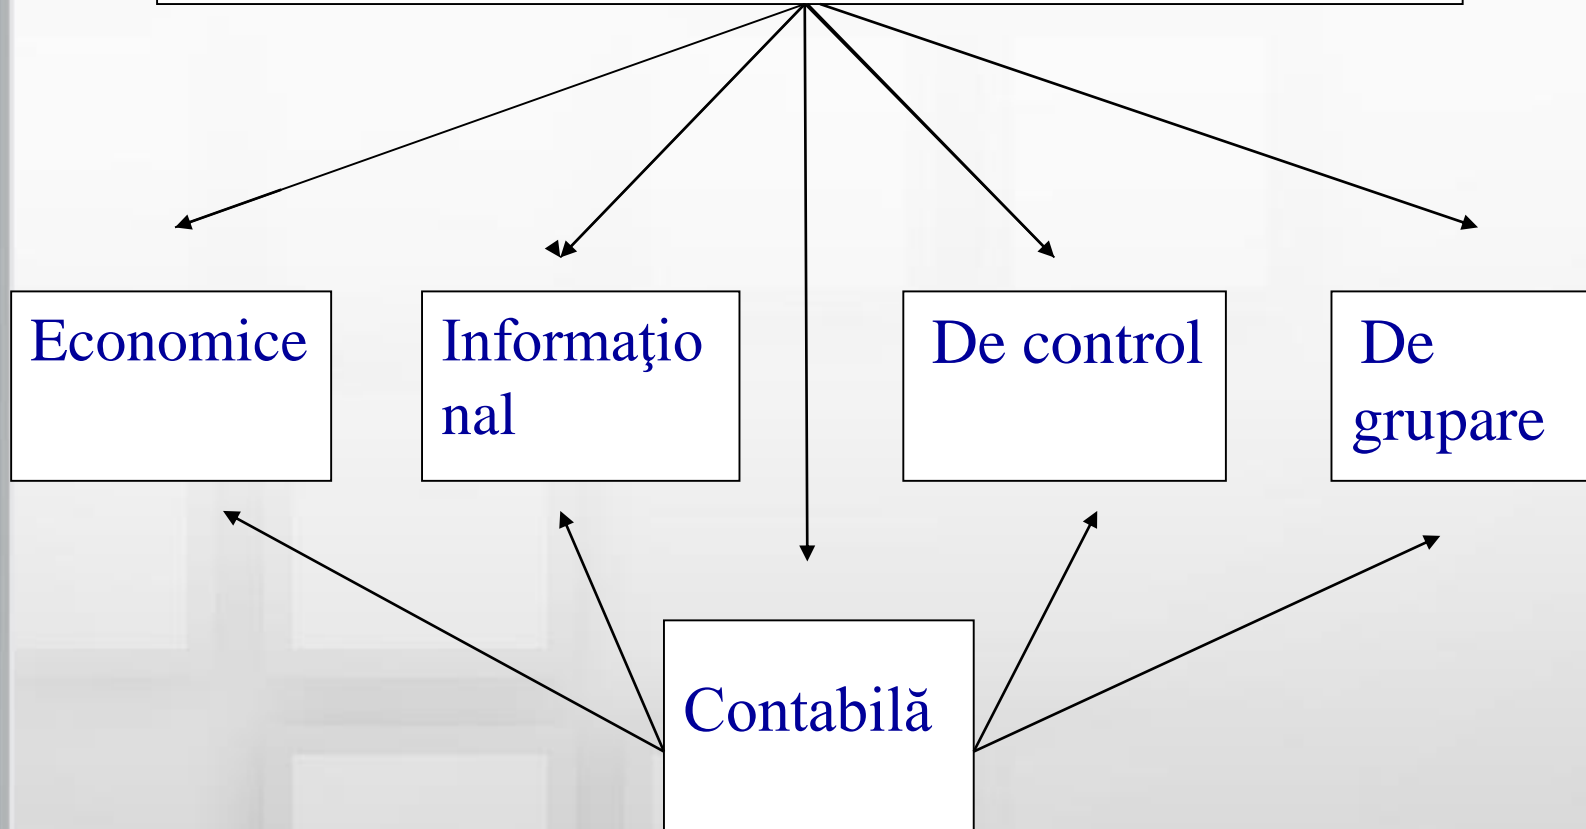 Economice
Informaţio
nal
De control
De
grupare
Contabilă